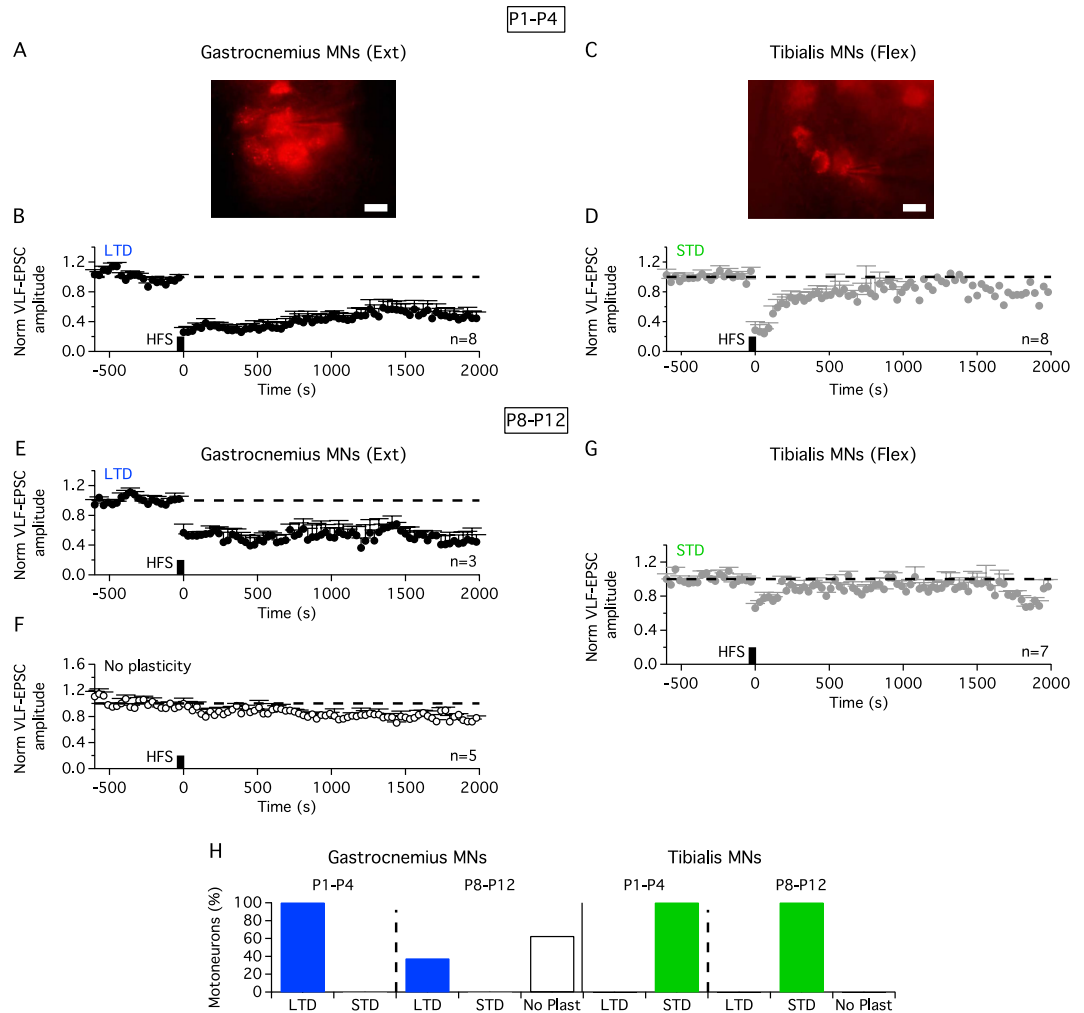 P1-P4
A
Gastrocnemius MNs (Ext)
C
Tibialis MNs (Flex)
B
LTD
Norm VLF-EPSC
amplitude
1.2
0.8
0.4
0.0
HFS
n=8
-500 0 500 1000 1500 2000
Time (s)
D
STD
Norm VLF-EPSC
amplitude
1.2
0.8
0.4
0.0
HFS
n=8
-500 0 500 1000 1500 2000
Time (s)
P8-P12
E
Gastrocnemius MNs (Ext)
LTD
Norm VLF-EPSC
amplitude
1.2
0.8
0.4
0.0
HFS
n=3
-500 0 500 1000 1500 2000
Time (s)
G
Tibialis MNs (Flex)
STD
Norm VLF-EPSC
amplitude
1.2
0.8
0.4
0.0
HFS
n=7
-500 0 500 1000 1500 2000
Time (s)
F
No plasticity
Norm VLF-EPSC
amplitude
1.6
1.2
0.8
0.4
0.0
HFS
n=5
-500 0 500 1000 1500 2000
Time (s)
H
Gastrocnemius MNs
Tibialis MNs
P1-P4
P8-P12
P1-P4
P8-P12
Motoneurons (%)
100
80
60
40
20
0
LTD STD LTD STD No Plast LTD STD LTD STD No Plast